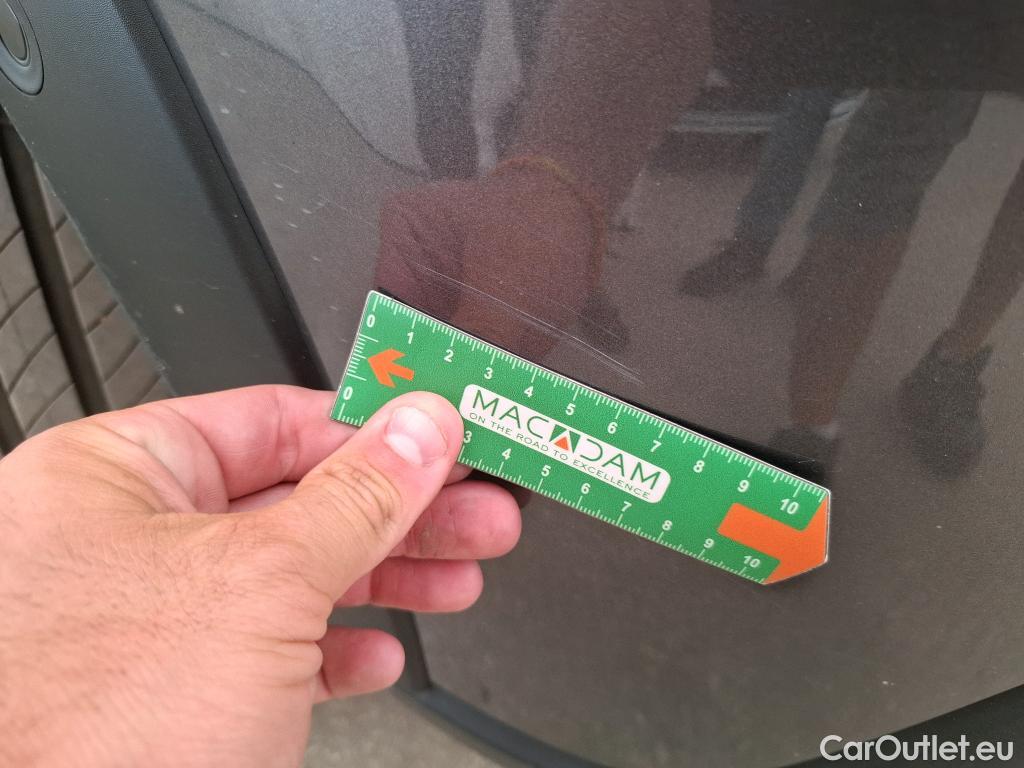 0 1 2 3 4 5 6 7 8 9 10
MACADAM
ON THE ROAD TO EXCELLENCE
0 3 4 5 6 7 8 9 10
CarOutlet.eu